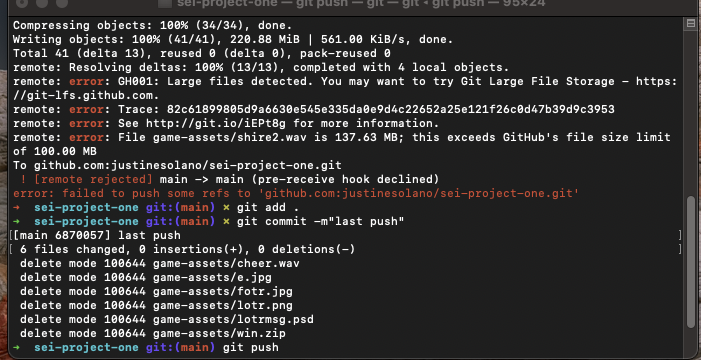 sei-project-one — git push — git — git ◂ git push — 95×24
Compressing objects: 100% (34/34), done.
Writing objects: 100% (41/41), 220.88 MiB | 561.00 KiB/s, done.
Total 41 (delta 13), reused 0 (delta 0), pack-reused 0
remote: Resolving deltas: 100% (13/13), completed with 4 local objects.
remote: error: GH001: Large files detected. You may want to try Git Large File Storage - https:
//git-lfs.github.com.
remote: error: Trace: 82c61899805d9a6630e545e335da0e9d4c22652a25e121f26c0d47b39d9c3953
remote: error: See http://git.io/iEPt8g for more information.
remote: error: File game-assets/shire2.wav is 137.63 MB; this exceeds GitHub's file size limit
of 100.00 MB
To github.com:justinesolano/sei-project-one.git
! [remote rejected] main -> main (pre-receive hook declined)
error: failed to push some refs to 'github.com:justinesolano/sei-project-one.git'
➜ sei-project-one git:(main) ✗ git add .
➜ sei-project-one git:(main) ✗ git commit -m"last push"
[[main 6870057] last push ]
[ 6 files changed, 0 insertions(+), 0 deletions(-) ]
delete mode 100644 game-assets/cheer.wav
delete mode 100644 game-assets/e.jpg
delete mode 100644 game-assets/fotr.jpg
delete mode 100644 game-assets/lotr.png
delete mode 100644 game-assets/lotrmsg.psd
delete mode 100644 game-assets/win.zip
➜ sei-project-one git:(main) git push